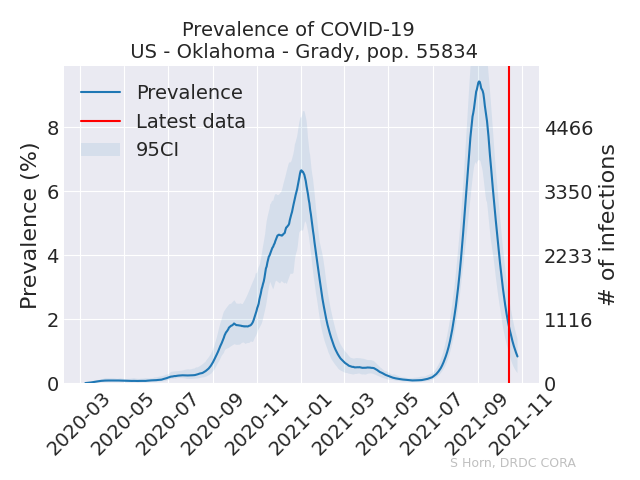 Prevalence of COVID-19
US - Oklahoma - Grady, pop. 55834
Prevalence
Latest data
95CI
Prevalence (%)
8
6
4
2
0
4466
3350
2233
1116
0
# of infections
2020-03
2020-05
2020-07
2020-09
2020-11
2021-01
2021-03
2021-05
2021-07
2021-09
2021-11
S Horn, DRDC CORA